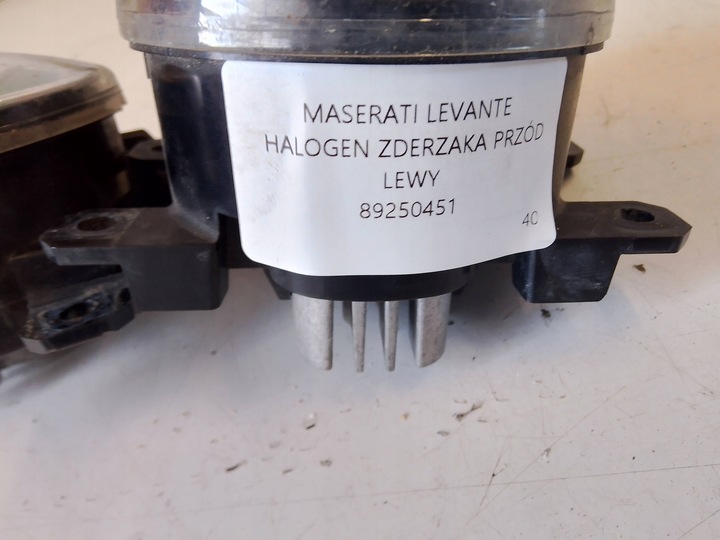 MASERATI LEVANTE
HALOGEN ZDERZAKA PRZÓD
LEWY
89250451
40